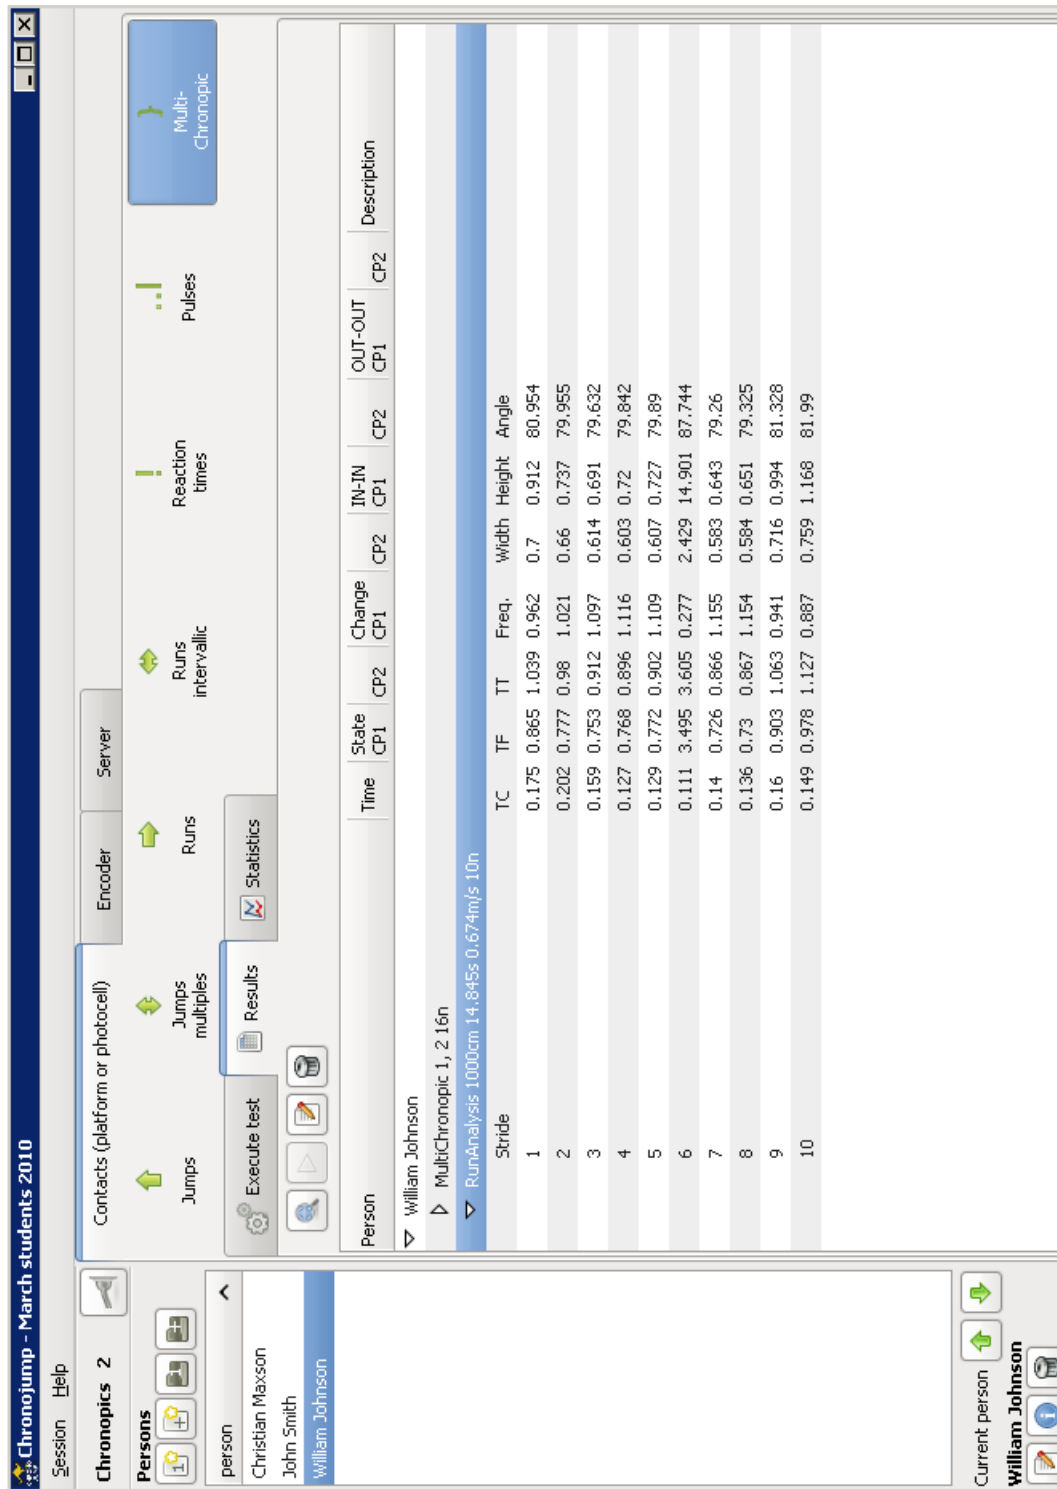 Chronojump - March students 2010
Session Help
Chronopics 2
Persons
person
Christian Maxson
John Smith
William Johnson
Current person
William Johnson
Contacts (platform or photocell) Encoder Server
Jumps Jumps multiples Runs Runs intervallic Reaction times Pulses Multi-Chronopic
Execute test Results Statistics
Person Time State CP1 CP2 Change CP1 CP2 IN-IN CP1 CP2 OUT-OUT CP1 CP2 Description
William Johnson
MultiChronopic 1, 2 16n
RunAnalysis 1000cm 14.845s 0.674m/s 10n
Stride TC TF TT Freq. Width Height Angle
1 0.175 0.865 1.039 0.962 0.7 0.912 80.954
2 0.202 0.777 0.98 1.021 0.66 0.737 79.955
3 0.159 0.753 0.912 1.097 0.614 0.691 79.632
4 0.127 0.768 0.896 1.116 0.603 0.72 79.842
5 0.129 0.772 0.902 1.109 0.607 0.727 79.89
6 0.111 3.495 3.605 0.277 2.429 14.901 87.744
7 0.14 0.726 0.866 1.155 0.583 0.643 79.26
8 0.136 0.73 0.867 1.154 0.584 0.651 79.325
9 0.16 0.903 1.063 0.941 0.716 0.994 81.328
10 0.149 0.978 1.127 0.887 0.759 1.168 81.99